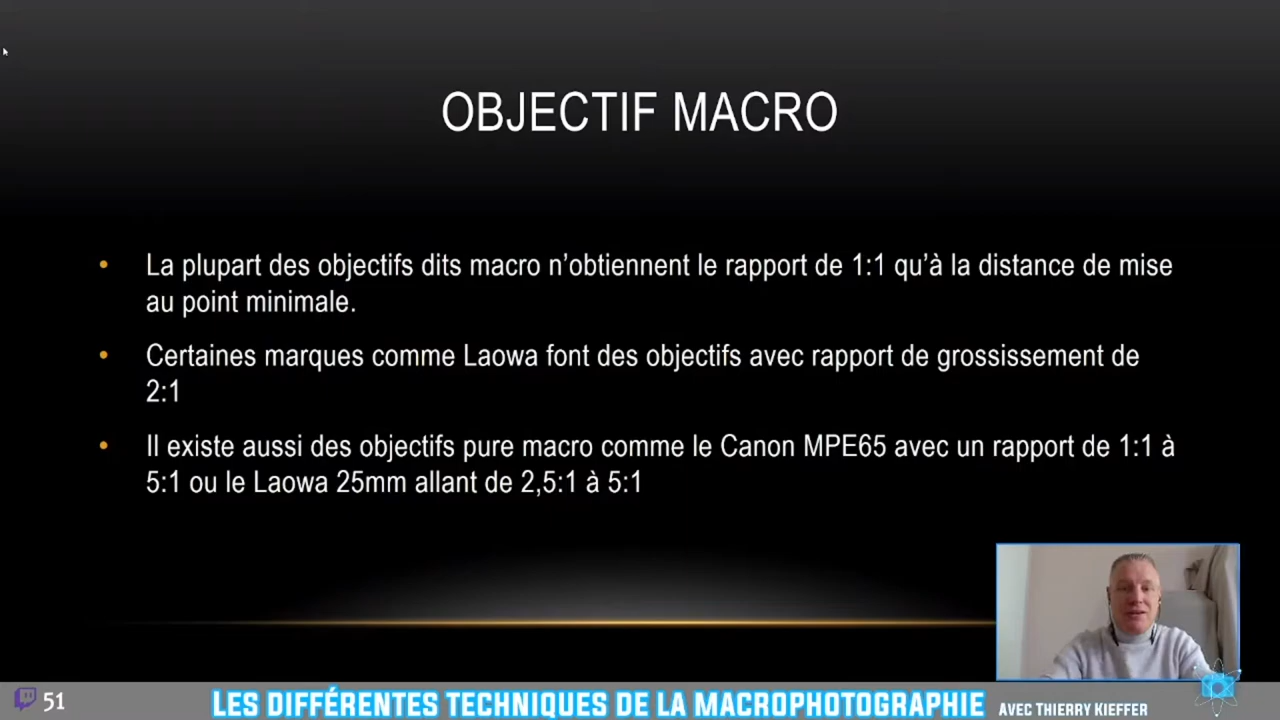 OBJECTIF MACRO
• La plupart des objectifs dits macro n’obtiennent le rapport de 1:1 qu’à la distance de mise
au point minimale.
• Certaines marques comme Laowa font des objectifs avec rapport de grossissement de
2:1
• Il existe aussi des objectifs pure macro comme le Canon MPE65 avec un rapport de 1:1 à
5:1 ou le Laowa 25mm allant de 2,5:1 à 5:1
51
LES DIFFÉRENTES TECHNIQUES DE LA MACROPHOTOGRAPHIE AVEC THIERRY KIEFFER